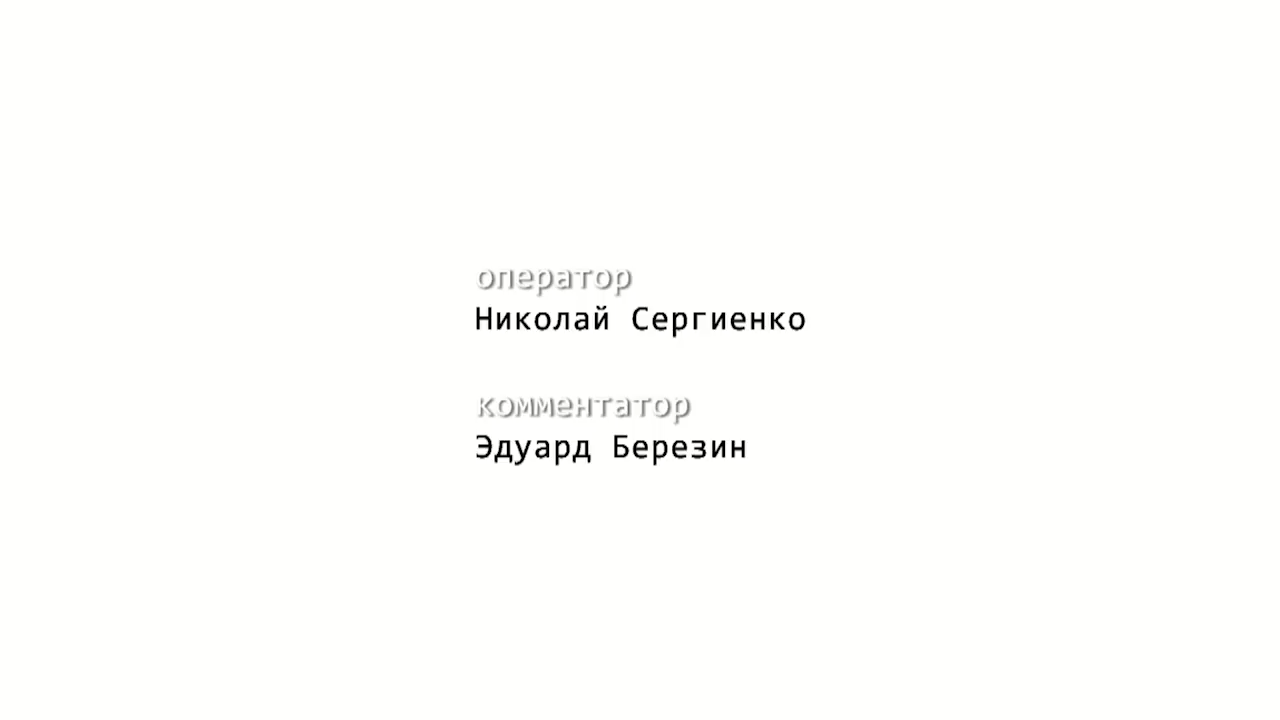 оператор
Николай Сергиенко
комментатор
Эдуард Березин